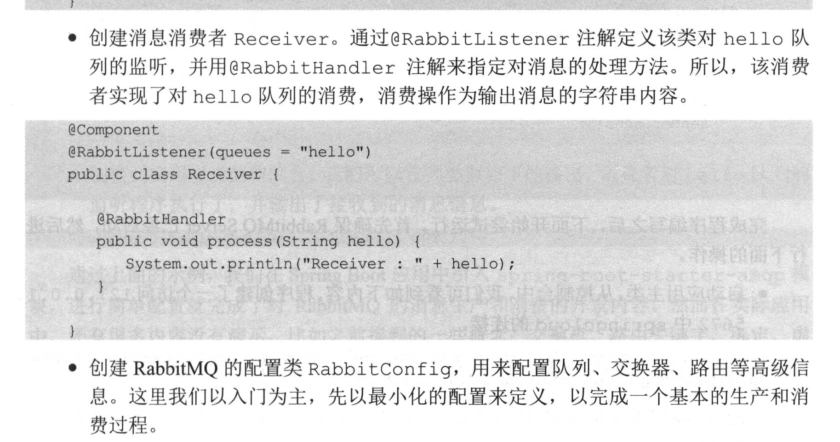 }
● 创建消息消费者 Receiver。通过@RabbitListener 注解定义该类对 hello 队
列的监听，并用@RabbitHandler 注解来指定对消息的处理方法。所以，该消费
者实现了对 hello 队列的消费，消费操作为输出消息的字符串内容。
@Component
@RabbitListener(queues = "hello")
public class Receiver {
@RabbitHandler
public void process(String hello) {
System.out.println("Receiver : " + hello);
}
}
● 创建 RabbitMQ 的配置类 RabbitConfig，用来配置队列、交换器、路由等高级信
息。这里我们以入门为主，先以最小化的配置来定义，以完成一个基本的生产和消
费过程。